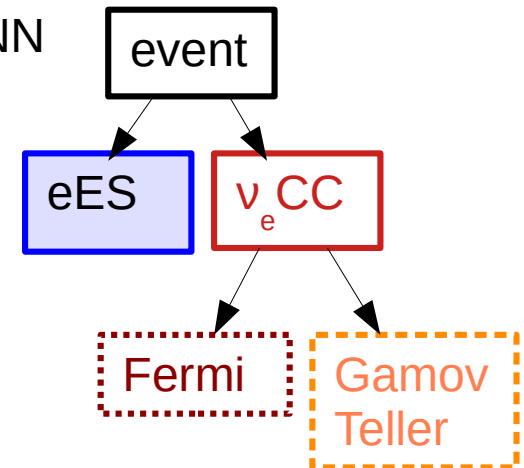 NN
event
eES
νeCC
Fermi
Gamov
Teller